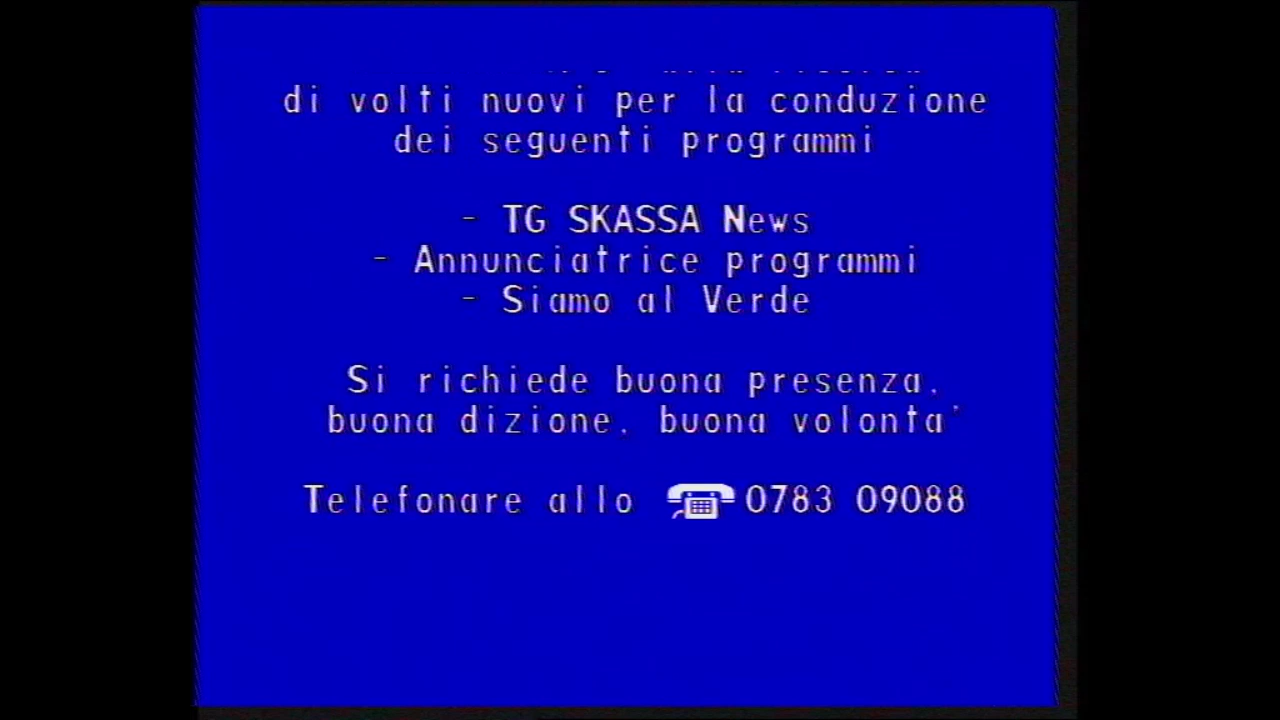 di volti nuovi per la conduzione
dei seguenti programmi
- TG SKASSA News
- Annunciatrice programmi
- Siamo al Verde
Si richiede buona presenza,
buona dizione, buona volonta'
Telefonare allo 0783 09088